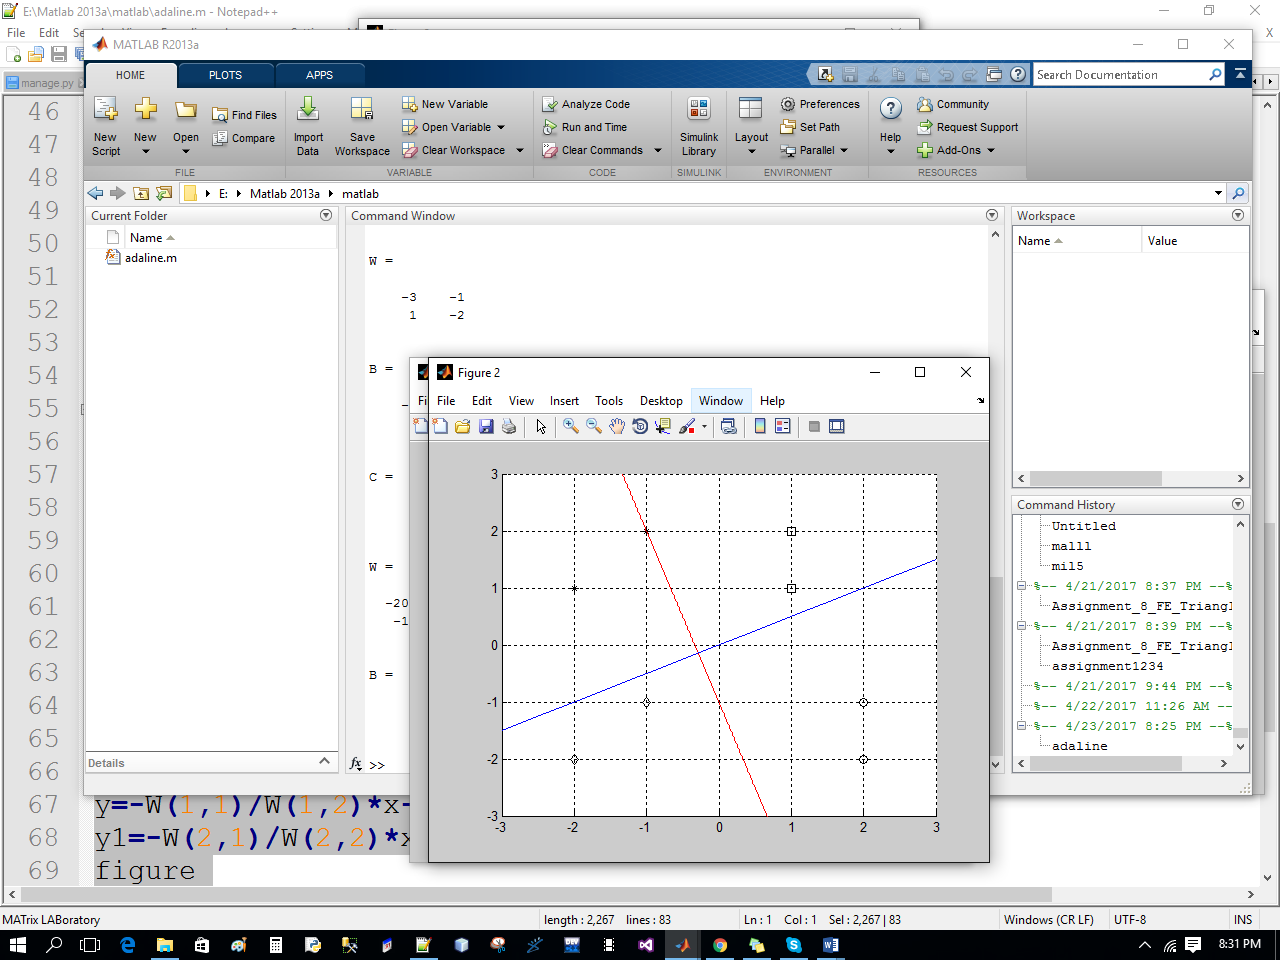 E:\Matlab 2013a\matlab\adaline.m - Notepad++
File Edit Se
X
MATLAB R2013a
manage.py
HOME PLOTS APPS
Search Documentation
New Script
New
Open
Find Files
Compare
Import Data
Save Workspace
New Variable
Open Variable
Clear Workspace
Analyze Code
Run and Time
Clear Commands
Simulink Library
Layout
Preferences
Set Path
Parallel
Help
Community
Request Support
Add-Ons
FILE VARIABLE CODE SIMULINK ENVIRONMENT RESOURCES
E: Matlab 2013a matlab
Current Folder
Name
adaline.m
Details
Command Window
W =
-3 -1
1 -2
B =
-
C =
W =
-20
-1
B =
fx >>
Workspace
Name Value
Command History
Untitled
malll
mil5
%-- 4/21/2017 8:37 PM --%
Assignment_8_FE_Triangl
%-- 4/21/2017 8:39 PM --%
Assignment_8_FE_Triangl
assignment1234
%-- 4/21/2017 9:44 PM --%
%-- 4/22/2017 11:26 AM --
%-- 4/23/2017 8:25 PM --%
adaline
Fi
Figure 2
File Edit View Insert Tools Desktop Window Help
3
2
1
0
-1
-2
-3
-3 -2 -1 0 1 2 3
46
47
48
49
50
51
52
53
54
55
56
57
58
59
60
61
62
63
64
65
66
67 y=-W(1,1)/W(1,2)*x-
68 y1=-W(2,1)/W(2,2)*x
69 figure
MATrix LABoratory length : 2,267 lines : 83 Ln : 1 Col : 1 Sel : 2,267 | 83 Windows (CR LF) UTF-8 INS
8:31 PM